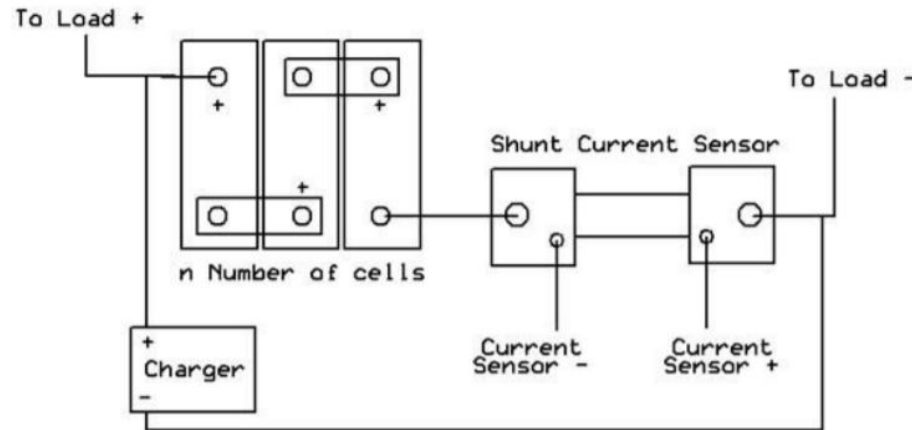 To Load +
To Load -
+
+
+
Shunt Current Sensor
n Number of cells
+
Charger
-
Current
Sensor -
Current
Sensor +